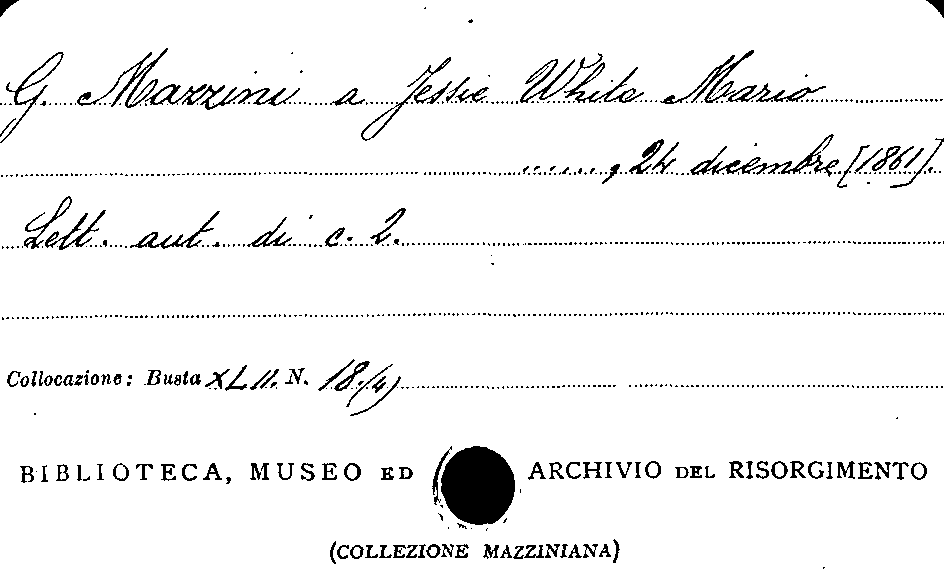 G. Mazzini a Jessie White Mario
......, 24 dicembre [1861].
Lett. aut. di c. 2.
Collocazione: Busta XLII. N. 18/4)
BIBLIOTECA, MUSEO ED ARCHIVIO DEL RISORGIMENTO
(COLLEZIONE MAZZINIANA)